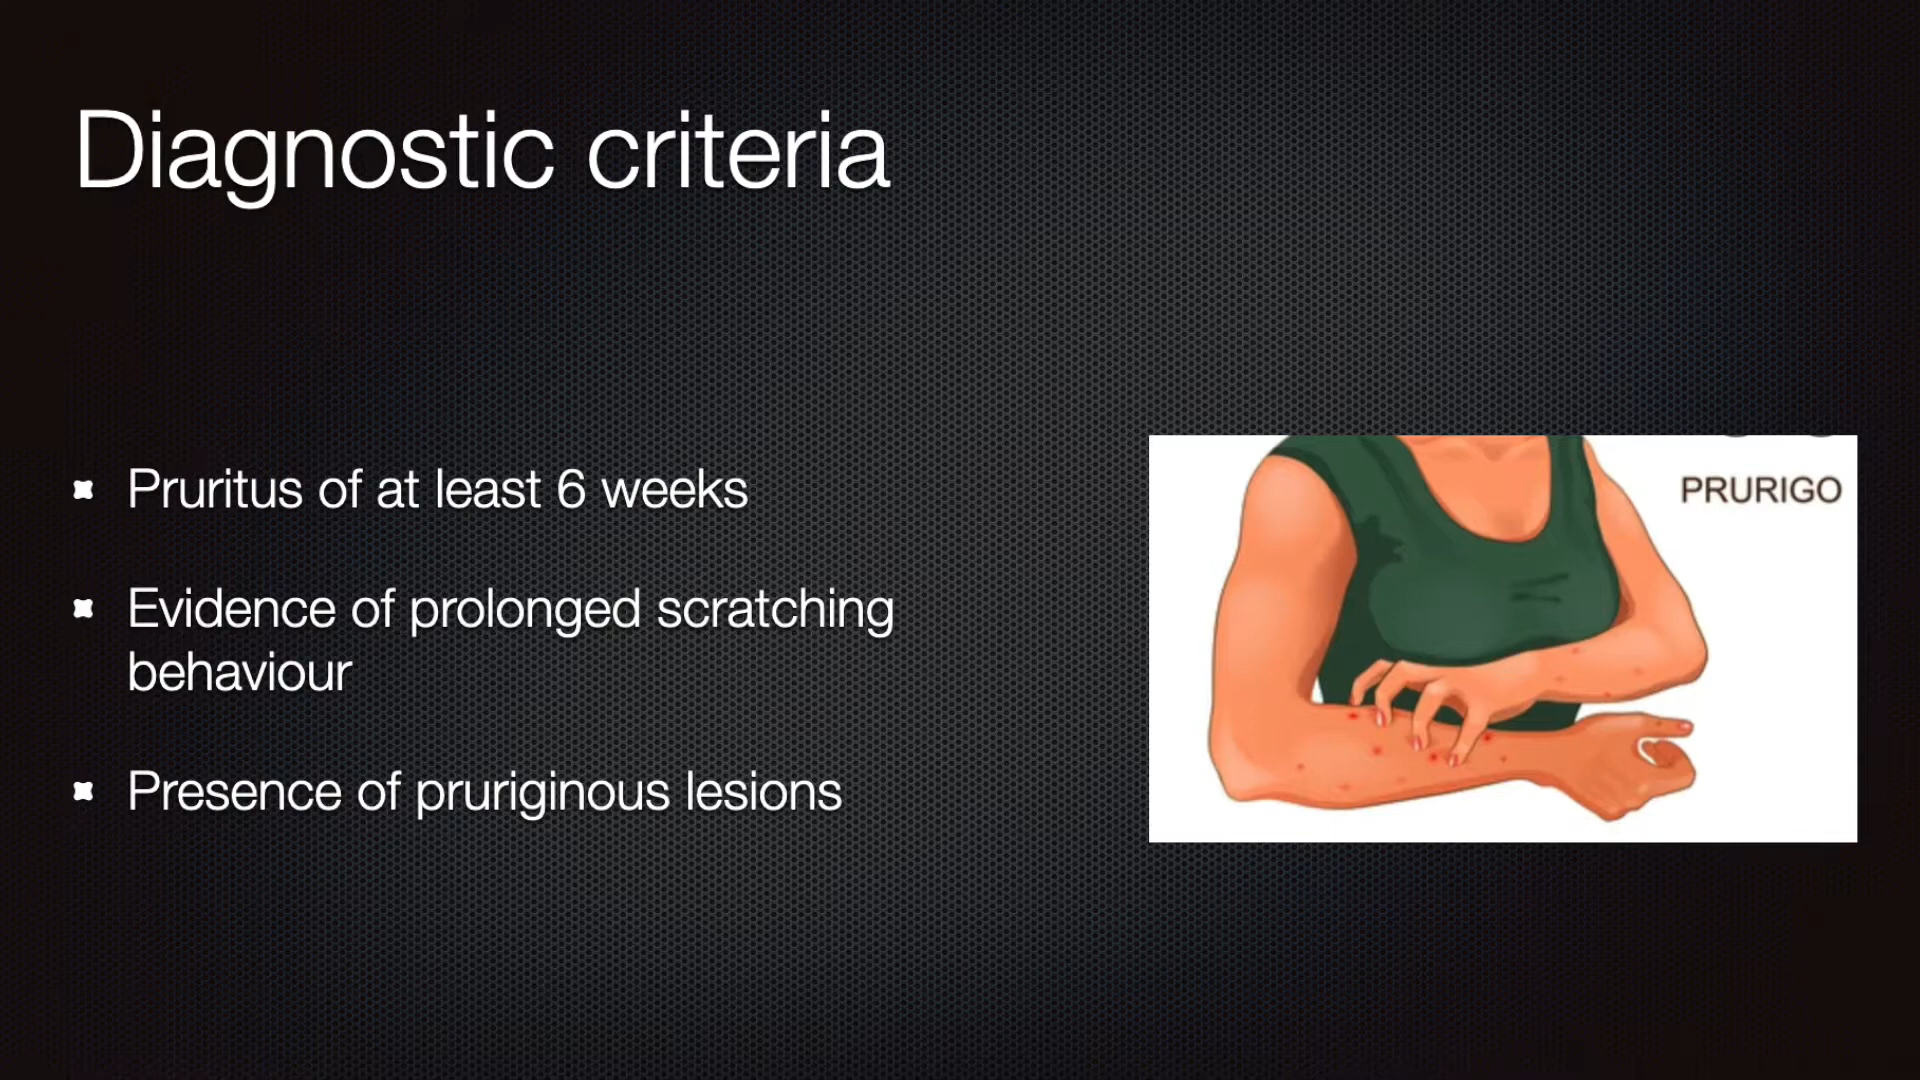 Diagnostic criteria
Pruritus of at least 6 weeks
Evidence of prolonged scratching
behaviour
Presence of pruriginous lesions
PRURIGO